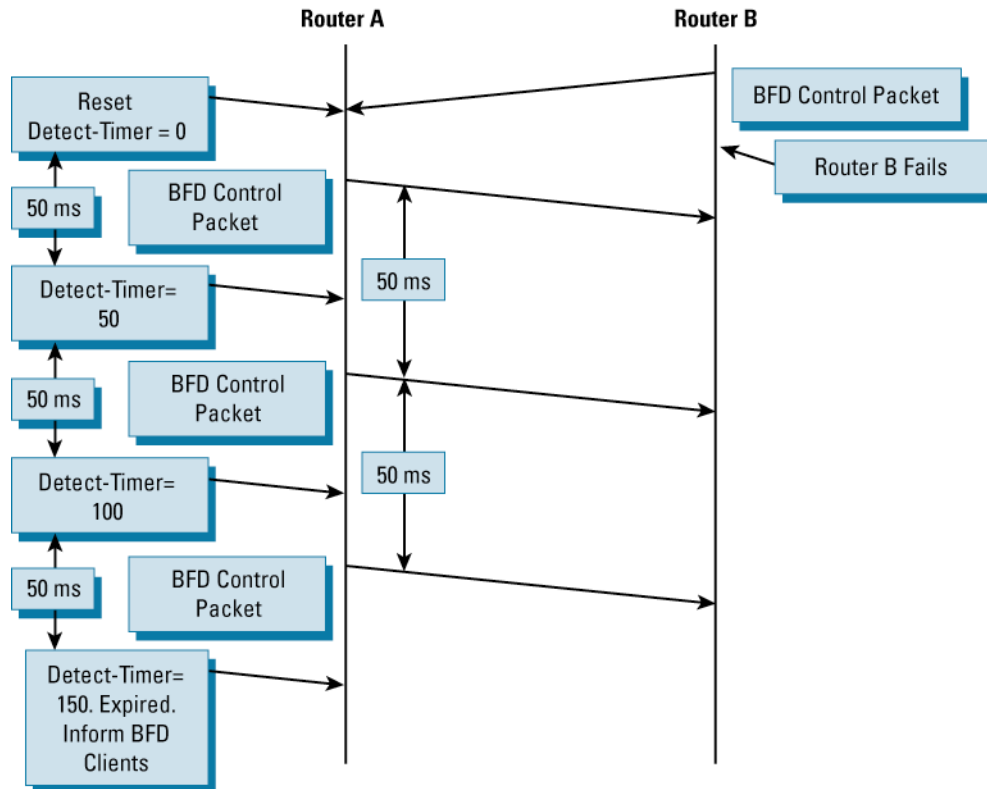 Router A
Router B
Reset
Detect-Timer = 0
BFD Control Packet
Router B Fails
50 ms
BFD Control
Packet
50 ms
Detect-Timer=
50
50 ms
BFD Control
Packet
50 ms
Detect-Timer=
100
50 ms
BFD Control
Packet
Detect-Timer=
150. Expired.
Inform BFD
Clients